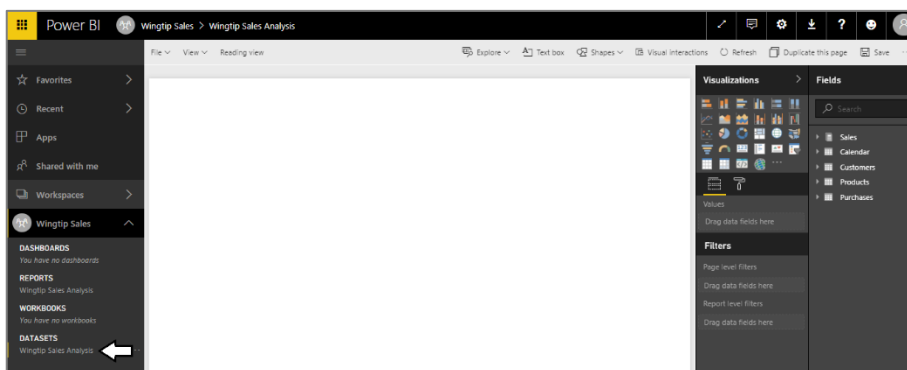 Power BI Wingtip Sales > Wingtip Sales Analysis ?
File View Reading view Explore Text box Shapes Visual interactions Refresh Duplicate this page Save
Favorites
Recent
Apps
Shared with me
Workspaces
Wingtip Sales
DASHBOARDS
You have no dashboards
REPORTS
Wingtip Sales Analysis
WORKBOOKS
You have no workbooks
DATASETS
Wingtip Sales Analysis
Visualizations
Values
Drag data fields here
Filters
Page level filters
Drag data fields here
Report level filters
Drag data fields here
Fields
Search
Sales
Calendar
Customers
Products
Purchases